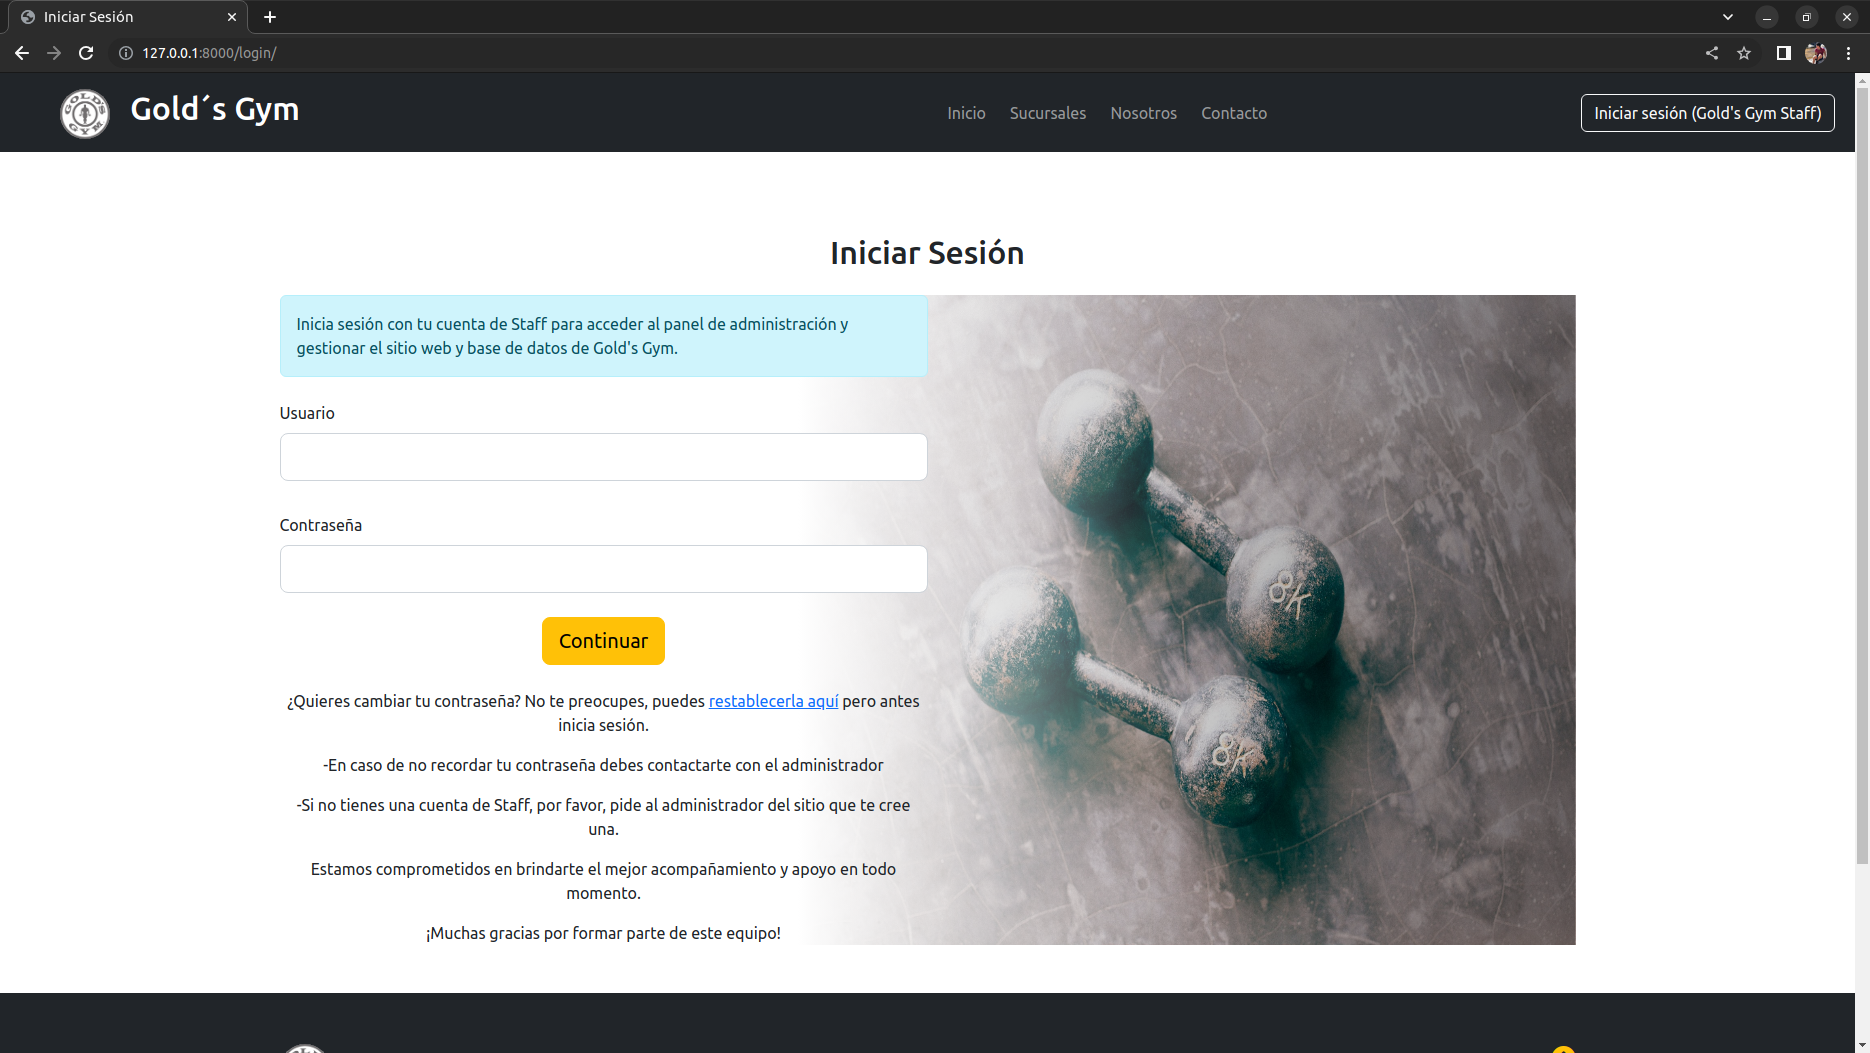 Iniciar Sesión
127.0.0.1:8000/login/
GOLD'S
GYM
Gold´s Gym
Inicio
Sucursales
Nosotros
Contacto
Iniciar sesión (Gold's Gym Staff)
Iniciar Sesión
Inicia sesión con tu cuenta de Staff para acceder al panel de administración y
gestionar el sitio web y base de datos de Gold's Gym.
Usuario
Contraseña
8K
8K
Continuar
¿Quieres cambiar tu contraseña? No te preocupes, puedes restablecerla aquí pero antes
inicia sesión.
-En caso de no recordar tu contraseña debes contactarte con el administrador
-Si no tienes una cuenta de Staff, por favor, pide al administrador del sitio que te cree
una.
Estamos comprometidos en brindarte el mejor acompañamiento y apoyo en todo
momento.
¡Muchas gracias por formar parte de este equipo!